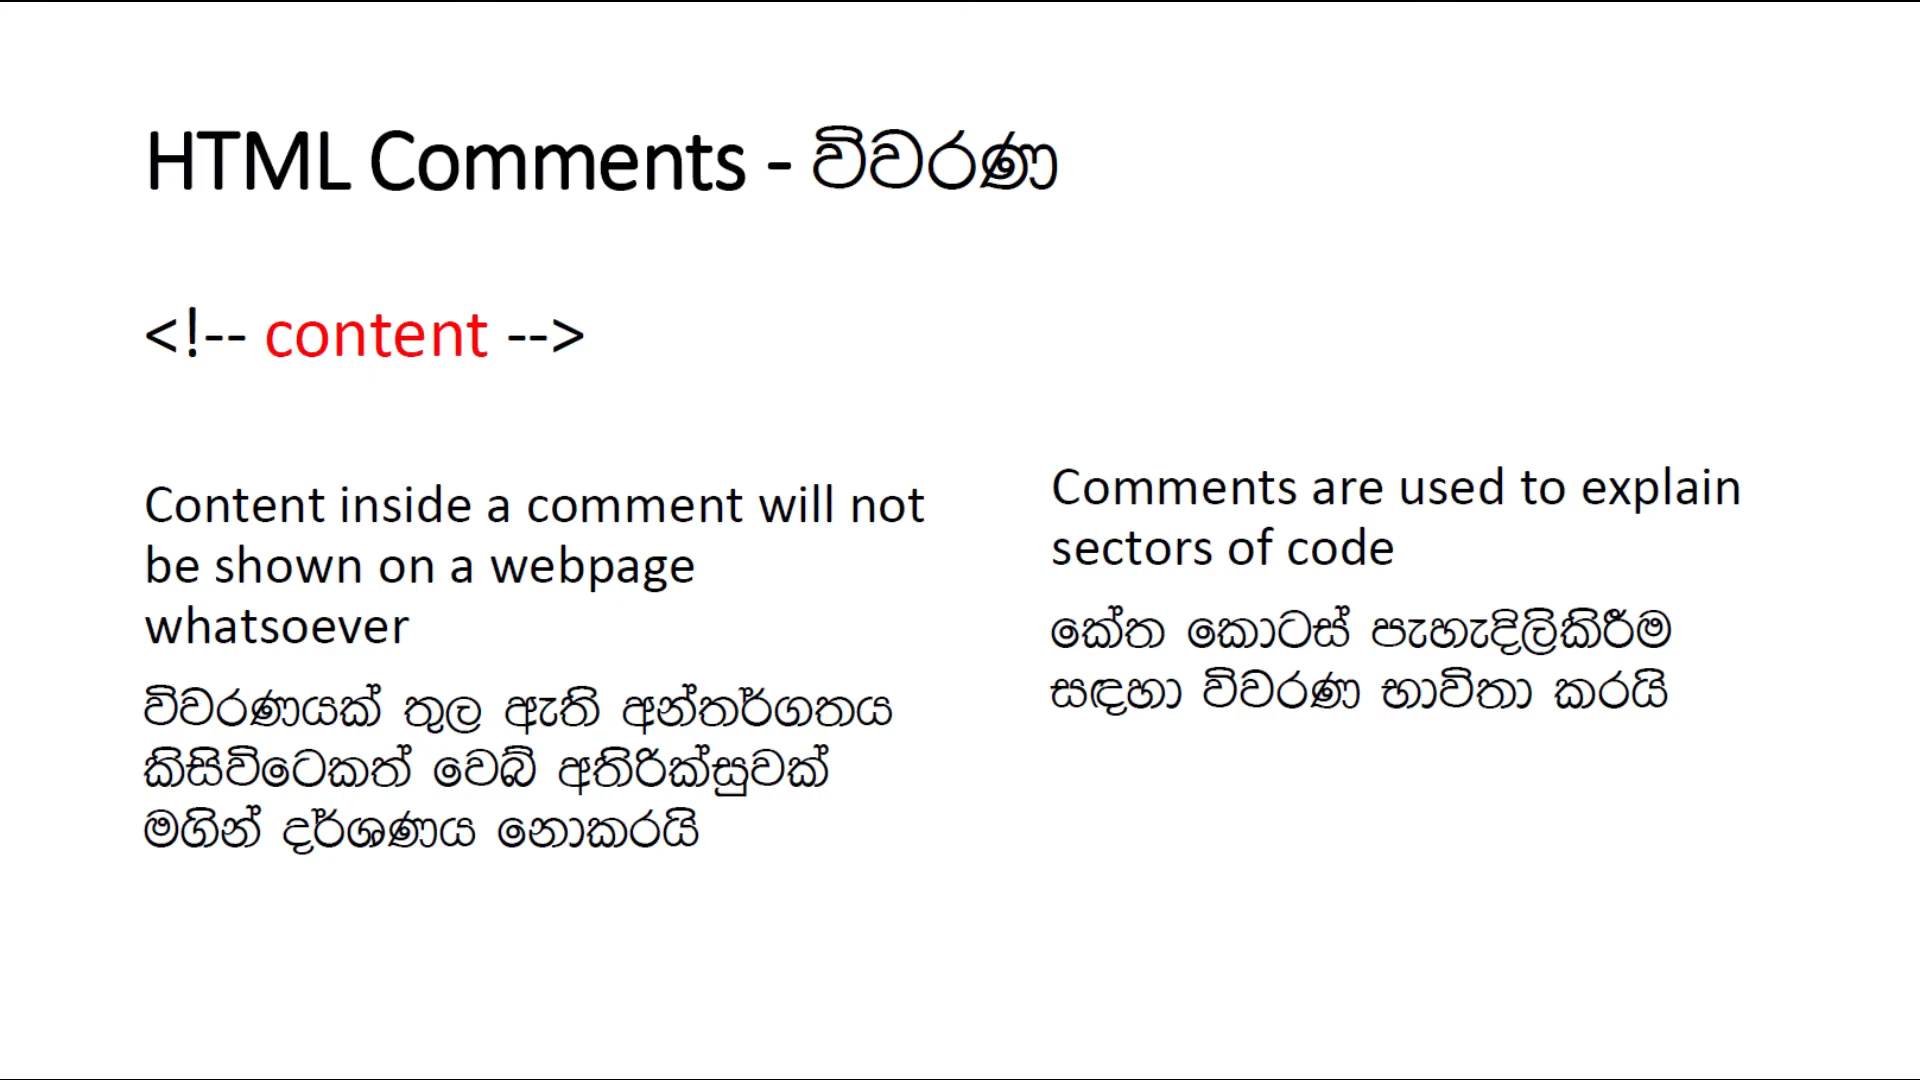 HTML Comments - විවරණ
<!-- content -->
Content inside a comment will not
be shown on a webpage
whatsoever
විවරණයක් තුල ඇති අන්තර්ගතය
කිසිවිටෙකත් වෙබ් අතිරික්සුවක්
මගින් දර්ශණය නොකරයි
Comments are used to explain
sectors of code
කේත කොටස් පැහැදිලිකිරීම
සඳහා විවරණ භාවිතා කරයි